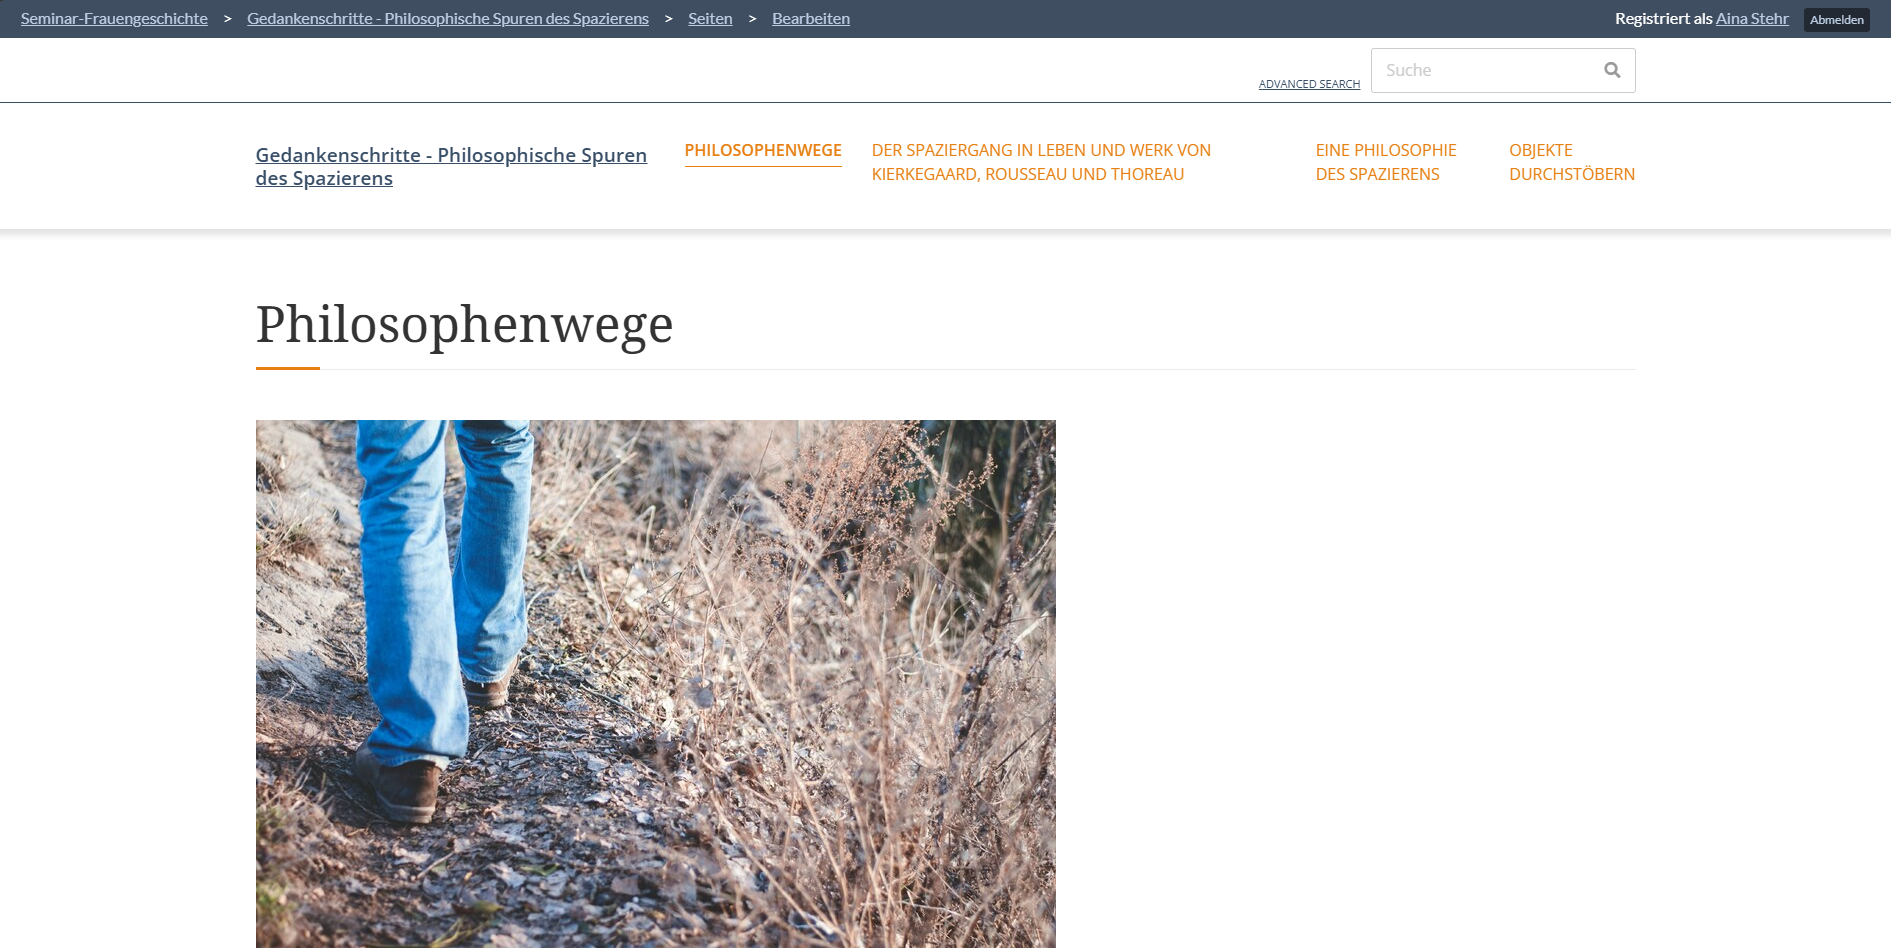 Seminar-Frauengeschichte > Gedankenschritte - Philosophische Spuren des Spazierens > Seiten > Bearbeiten
Registriert als Aina Stehr Abmelden
ADVANCED SEARCH
Suche
Gedankenschritte - Philosophische Spuren
des Spazierens
PHILOSOPHENWEGE
DER SPAZIERGANG IN LEBEN UND WERK VON
KIERKEGAARD, ROUSSEAU UND THOREAU
EINE PHILOSOPHIE
DES SPAZIERENS
OBJEKTE
DURCHSTÖBERN
Philosophenwege